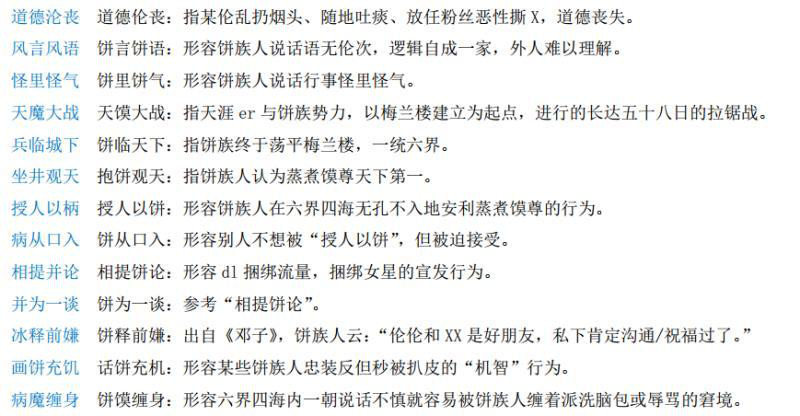 道德沦丧 道德伦丧：指某伦乱扔烟头、随地吐痰、放任粉丝恶性撕 X，道德丧失。
风言风语 饼言饼语：形容饼族人说话语无伦次，逻辑自成一家，外人难以理解。
怪里怪气 饼里饼气：形容饼族人说话行事怪里怪气。
天魔大战 天馍大战：指天涯 er 与饼族势力，以梅兰楼建立为起点，进行的长达五十八日的拉锯战。
兵临城下 饼临天下：指饼族终于荡平梅兰楼，一统六界。
坐井观天 抱饼观天：指饼族人认为蒸煮馍尊天下第一。
授人以柄 授人以饼：形容饼族人在六界四海无孔不入地安利蒸煮馍尊的行为。
病从口入 饼从口入：形容别人不想被“授人以饼”，但被迫接受。
相提并论 相提饼论：形容 dl 捆绑流量，捆绑女星的宣发行为。
并为一谈 饼为一谈：参考“相提饼论”。
冰释前嫌 饼释前嫌：出自《邓子》，饼族人云：“伦伦和 XX 是好朋友，私下肯定沟通/祝福过了。”
画饼充饥 话饼充机：形容某些饼族人忠装反但秒被扒皮的“机智”行为。
病魔缠身 饼馍缠身：形容六界四海内一朝说话不慎就容易被饼族人缠着派洗脑包或辱骂的窘境。